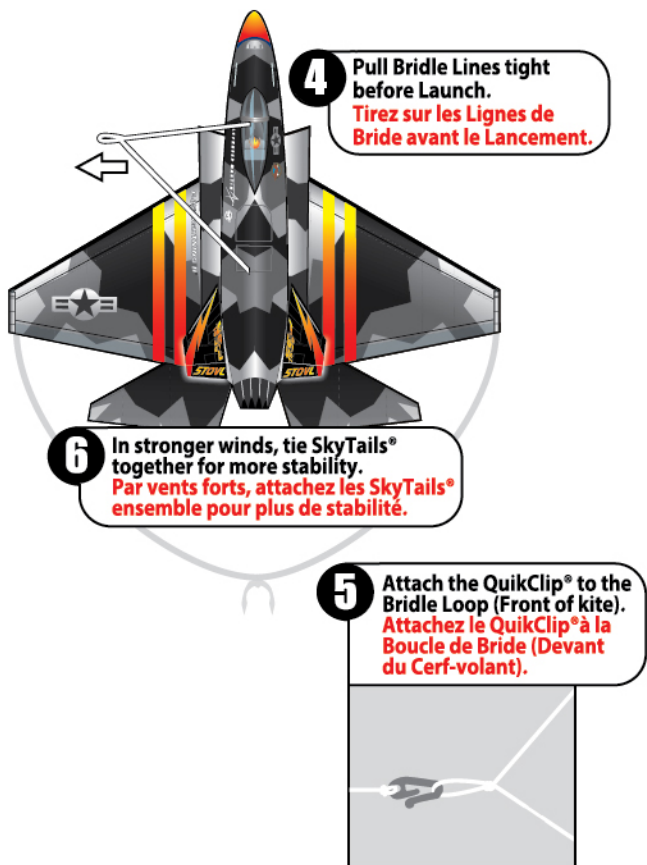 4
Pull Bridle Lines tight
before Launch.
Tirez sur les Lignes de
Bride avant le Lancement.
STOVL
STOVL
6
In stronger winds, tie SkyTails®
together for more stability.
Par vents forts, attachez les SkyTails®
ensemble pour plus de stabilité.
5
Attach the QuikClip® to the
Bridle Loop (Front of kite).
Attachez le QuikClip®à la
Boucle de Bride (Devant
du Cerf-volant).